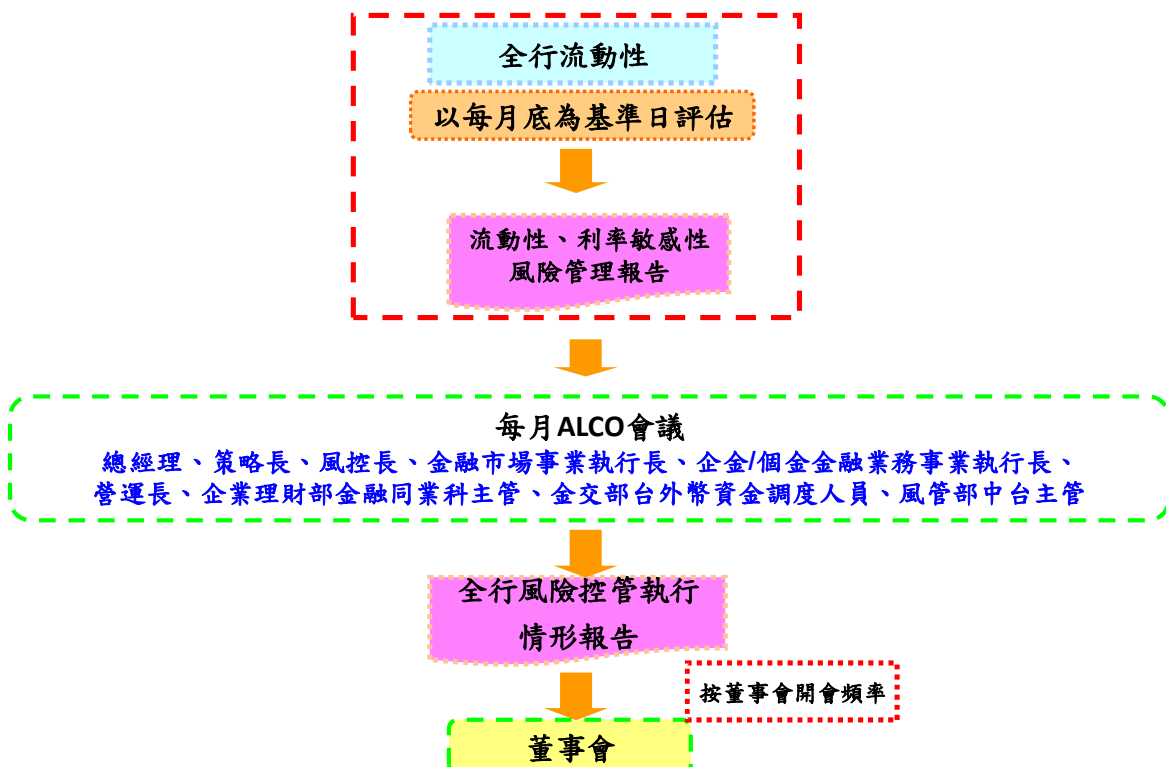 全行流動性
以每月底為基準日評估
流動性、利率敏感性
風險管理報告
每月ALCO會議
總經理、策略長、風控長、金融市場事業執行長、企金/個金金融業務事業執行長、
營運長、企業理財部金融同業科主管、金交部台外幣資金調度人員、風管部中台主管
全行風險控管執行
情形報告
按董事會開會頻率
董事會